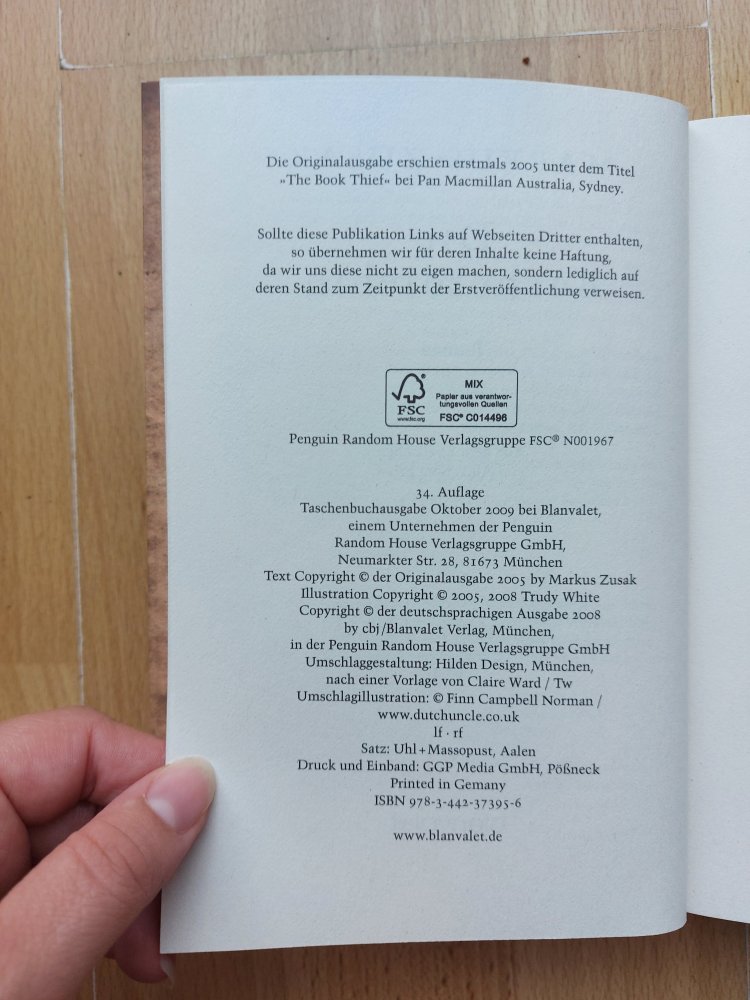 Die Originalausgabe erschien erstmals 2005 unter dem Titel
»The Book Thief« bei Pan Macmillan Australia, Sydney.
Sollte diese Publikation Links auf Webseiten Dritter enthalten,
so übernehmen wir für deren Inhalte keine Haftung,
da wir uns diese nicht zu eigen machen, sondern lediglich auf
deren Stand zum Zeitpunkt der Erstveröffentlichung verweisen.
FSC
www.fsc.org
MIX
Papier aus verantwor-
tungsvollen Quellen
FSC® C014496
Penguin Random House Verlagsgruppe FSC® N001967
34. Auflage
Taschenbuchausgabe Oktober 2009 bei Blanvalet,
einem Unternehmen der Penguin
Random House Verlagsgruppe GmbH,
Neumarkter Str. 28, 81673 München
Text Copyright © der Originalausgabe 2005 by Markus Zusak
Illustration Copyright © 2005, 2008 Trudy White
Copyright © der deutschsprachigen Ausgabe 2008
by cbj/Blanvalet Verlag, München,
in der Penguin Random House Verlagsgruppe GmbH
Umschlaggestaltung: Hilden Design, München,
nach einer Vorlage von Claire Ward / Tw
Umschlagillustration: © Finn Campbell Norman /
www.dutchuncle.co.uk
lf · rf
Satz: Uhl + Massopust, Aalen
Druck und Einband: GGP Media GmbH, Pößneck
Printed in Gemany
ISBN 978-3-442-37395-6
www.blanvalet.de